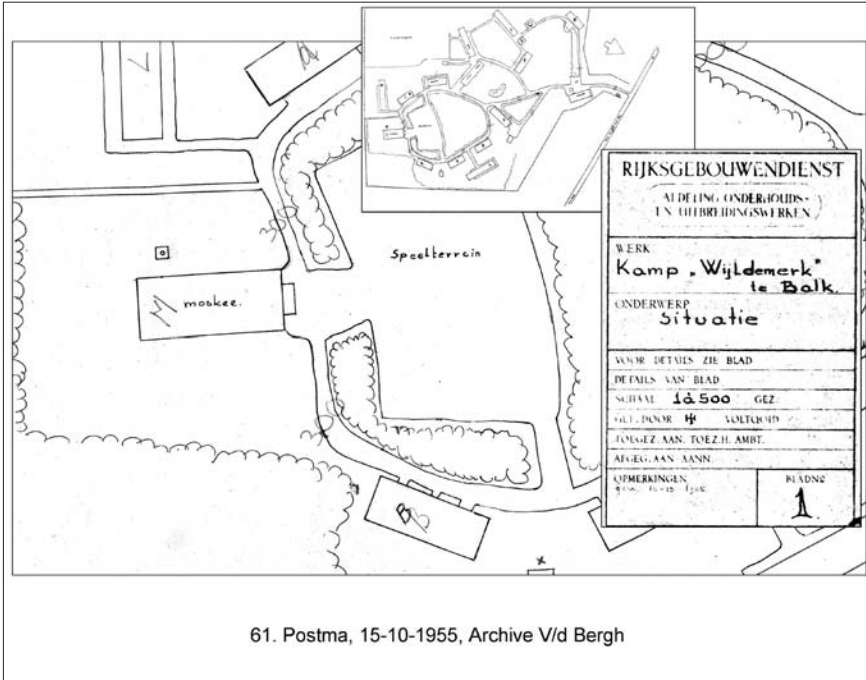 300
Speelterrein
M
moskee.
300
B
x
RIJKSGEBOUWENDIENST
AFDELING ONDERHOUDS-
EN UITBREIDINGSWERKEN
WERK
Kamp „Wijldemerk"
te Balk.
ONDERWERP
situatie
VOOR DETAILS ZIE BLAD
DETAILS VAN BLAD
SCHAAL 1à500 GEZ.
GET. DOOR VOLTOOID
TOEGEZ. AAN. TOEZ.H. AMBT.
AFGEG. AAN AANN.
OPMERKINGEN
BLADNo
1
61. Postma, 15-10-1955, Archive V/d Bergh